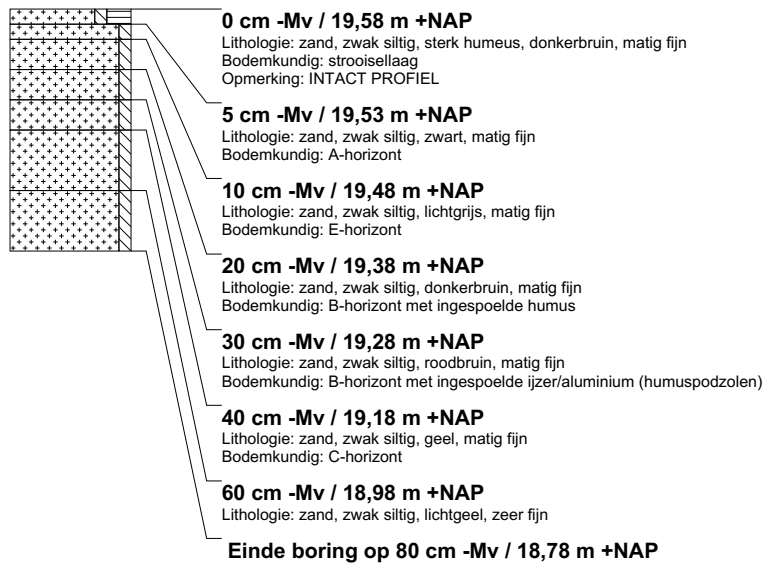 0 cm -Mv / 19,58 m +NAP
Lithologie: zand, zwak siltig, sterk humeus, donkerbruin, matig fijn
Bodemkundig: strooisellaag
Opmerking: INTACT PROFIEL
5 cm -Mv / 19,53 m +NAP
Lithologie: zand, zwak siltig, zwart, matig fijn
Bodemkundig: A-horizont
10 cm -Mv / 19,48 m +NAP
Lithologie: zand, zwak siltig, lichtgrijs, matig fijn
Bodemkundig: E-horizont
20 cm -Mv / 19,38 m +NAP
Lithologie: zand, zwak siltig, donkerbruin, matig fijn
Bodemkundig: B-horizont met ingespoelde humus
30 cm -Mv / 19,28 m +NAP
Lithologie: zand, zwak siltig, roodbruin, matig fijn
Bodemkundig: B-horizont met ingespoelde ijzer/aluminium (humuspodzolen)
40 cm -Mv / 19,18 m +NAP
Lithologie: zand, zwak siltig, geel, matig fijn
Bodemkundig: C-horizont
60 cm -Mv / 18,98 m +NAP
Lithologie: zand, zwak siltig, lichtgeel, zeer fijn
Einde boring op 80 cm -Mv / 18,78 m +NAP